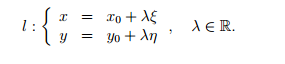 l : { x = x₀ + λξ
y = y₀ + λη , λ ∈ ℝ.